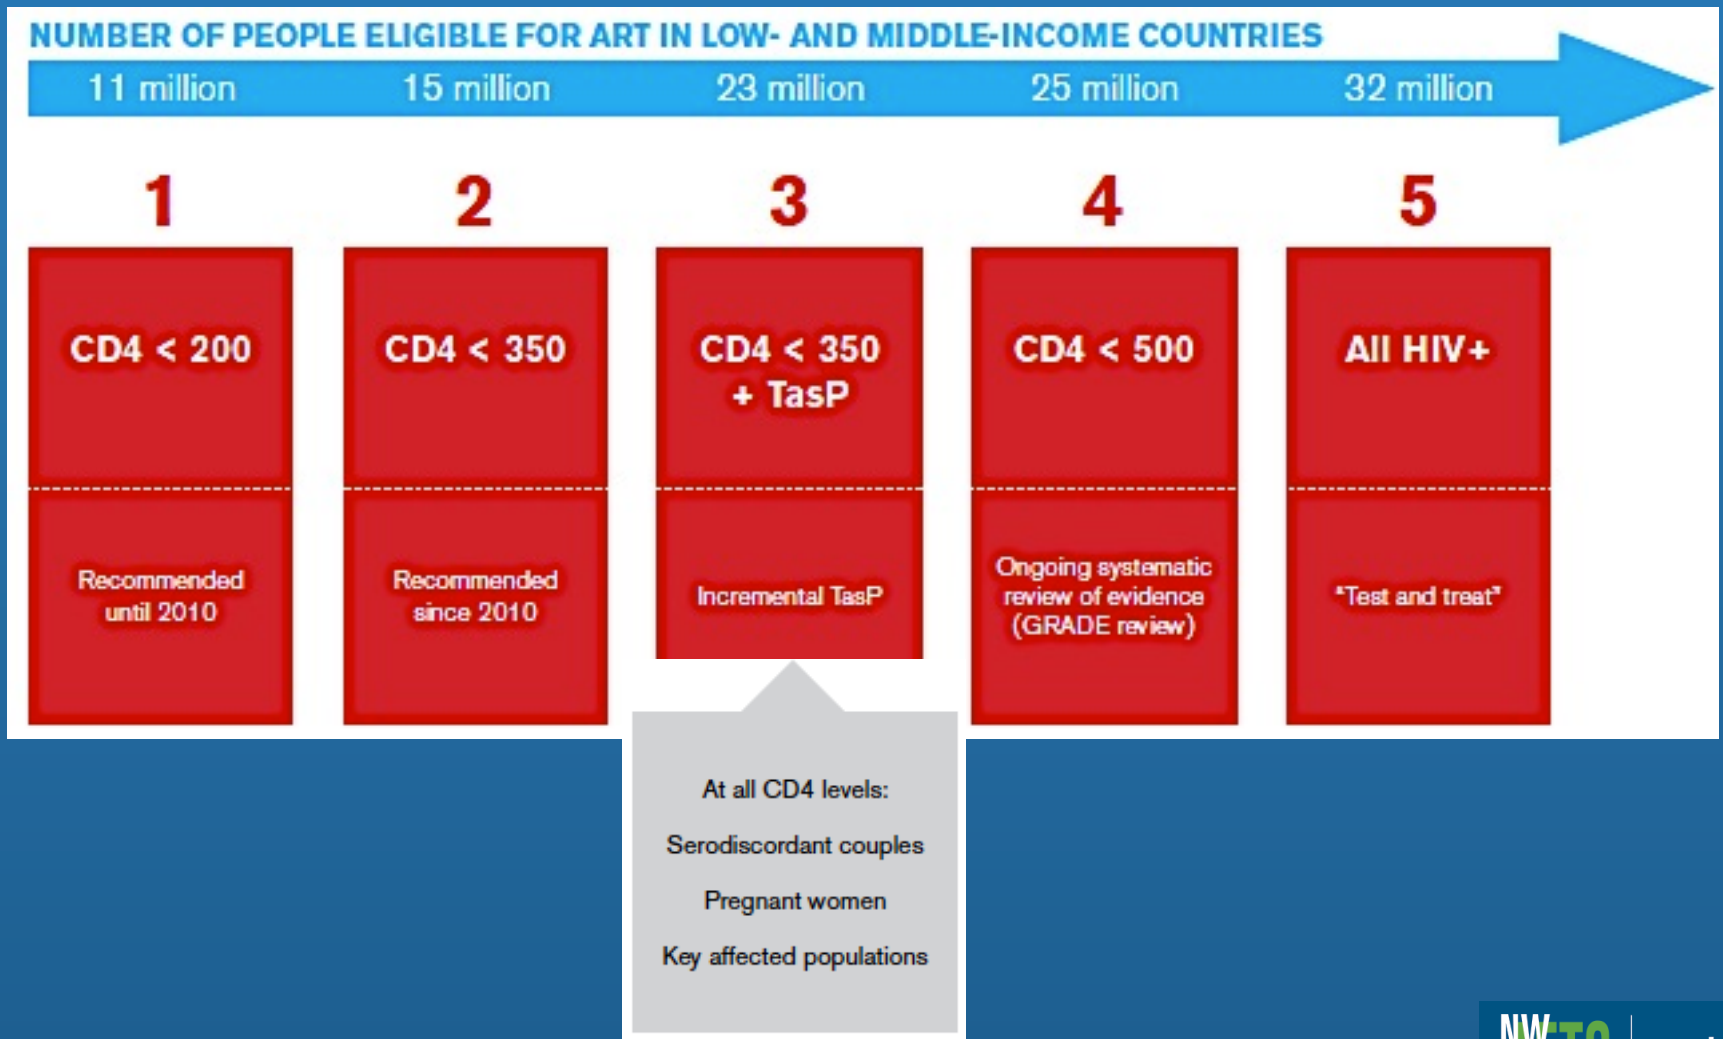 NUMBER OF PEOPLE ELIGIBLE FOR ART IN LOW- AND MIDDLE-INCOME COUNTRIES
11 million 15 million 23 million 25 million 32 million
1 2 3 4 5
CD4 < 200
CD4 < 350
CD4 < 350
+ TasP
CD4 < 500
All HIV+
Recommended
until 2010
Recommended
since 2010
Incremental TasP
Ongoing systematic
review of evidence
(GRADE review)
"Test and treat"
At all CD4 levels:
Serodiscordant couples
Pregnant women
Key affected populations
NW